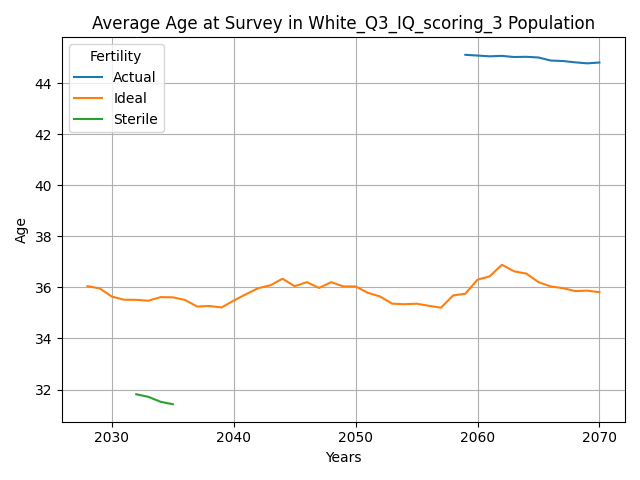 Average Age at Survey in White_Q3_IQ_scoring_3 Population
Fertility
Actual
Ideal
Sterile
Age
44
42
40
38
36
34
32
2030 2040 2050 2060 2070
Years